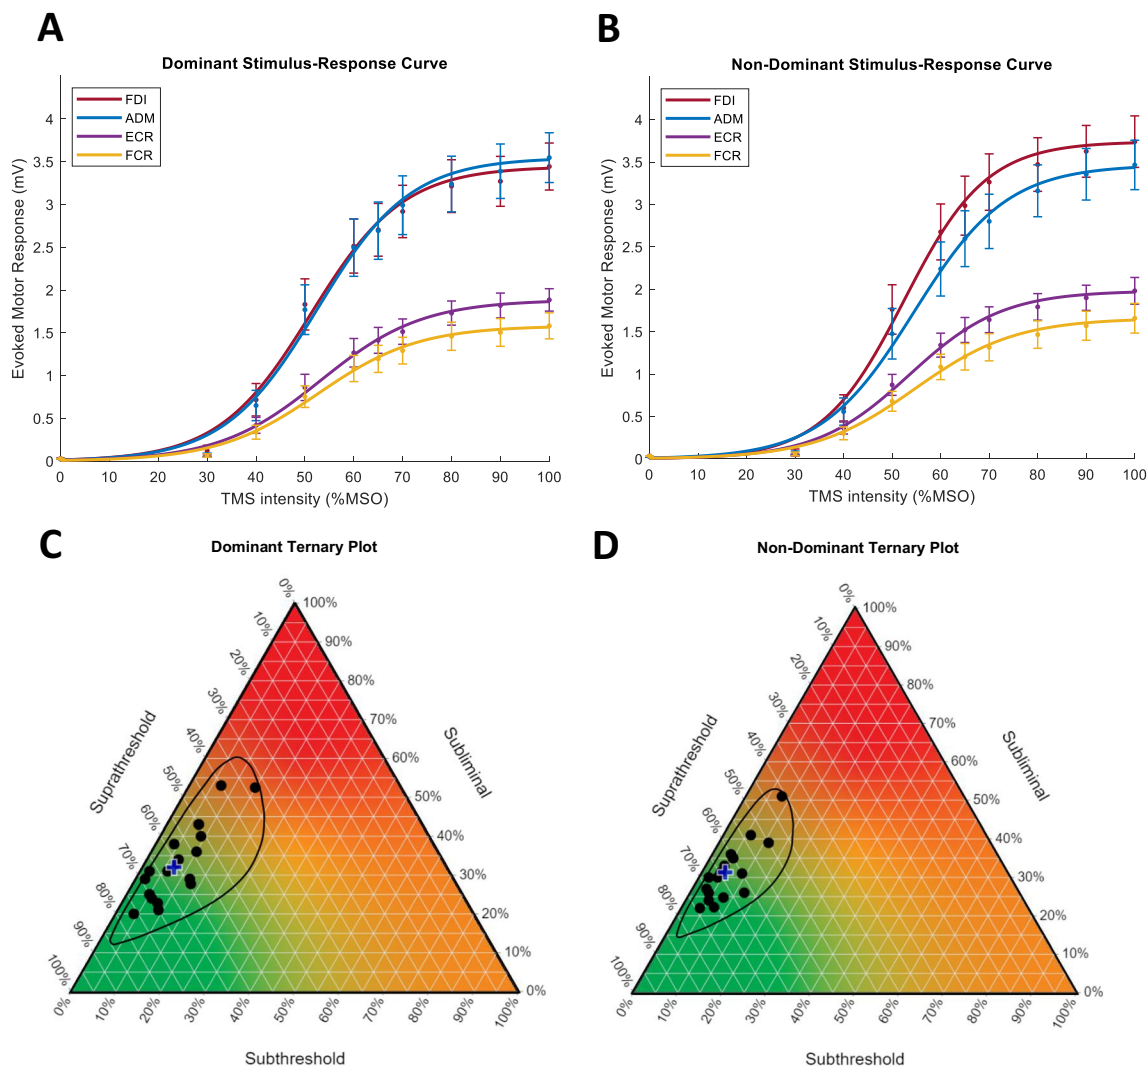 A
B
Dominant Stimulus-Response Curve
Non-Dominant Stimulus-Response Curve
FDI
ADM
ECR
FCR
FDI
ADM
ECR
FCR
Evoked Motor Response (mV)
4
3.5
3
2.5
2
1.5
1
0.5
0
0 10 20 30 40 50 60 70 80 90 100
TMS intensity (%MSO)
Evoked Motor Response (mV)
4
3.5
3
2.5
2
1.5
1
0.5
0
0 10 20 30 40 50 60 70 80 90 100
TMS intensity (%MSO)
C
D
Dominant Ternary Plot
Non-Dominant Ternary Plot
Suprathreshold
0%
10%
20%
30%
40%
50%
60%
70%
80%
90%
100%
Subliminal
100%
90%
80%
70%
60%
50%
40%
30%
20%
10%
0%
0% 10% 20% 30% 40% 50% 60% 70% 80% 90% 100%
Subthreshold
Suprathreshold
0%
10%
20%
30%
40%
50%
60%
70%
80%
90%
100%
Subliminal
100%
90%
80%
70%
60%
50%
40%
30%
20%
10%
0%
0% 10% 20% 30% 40% 50% 60% 70% 80% 90% 100%
Subthreshold